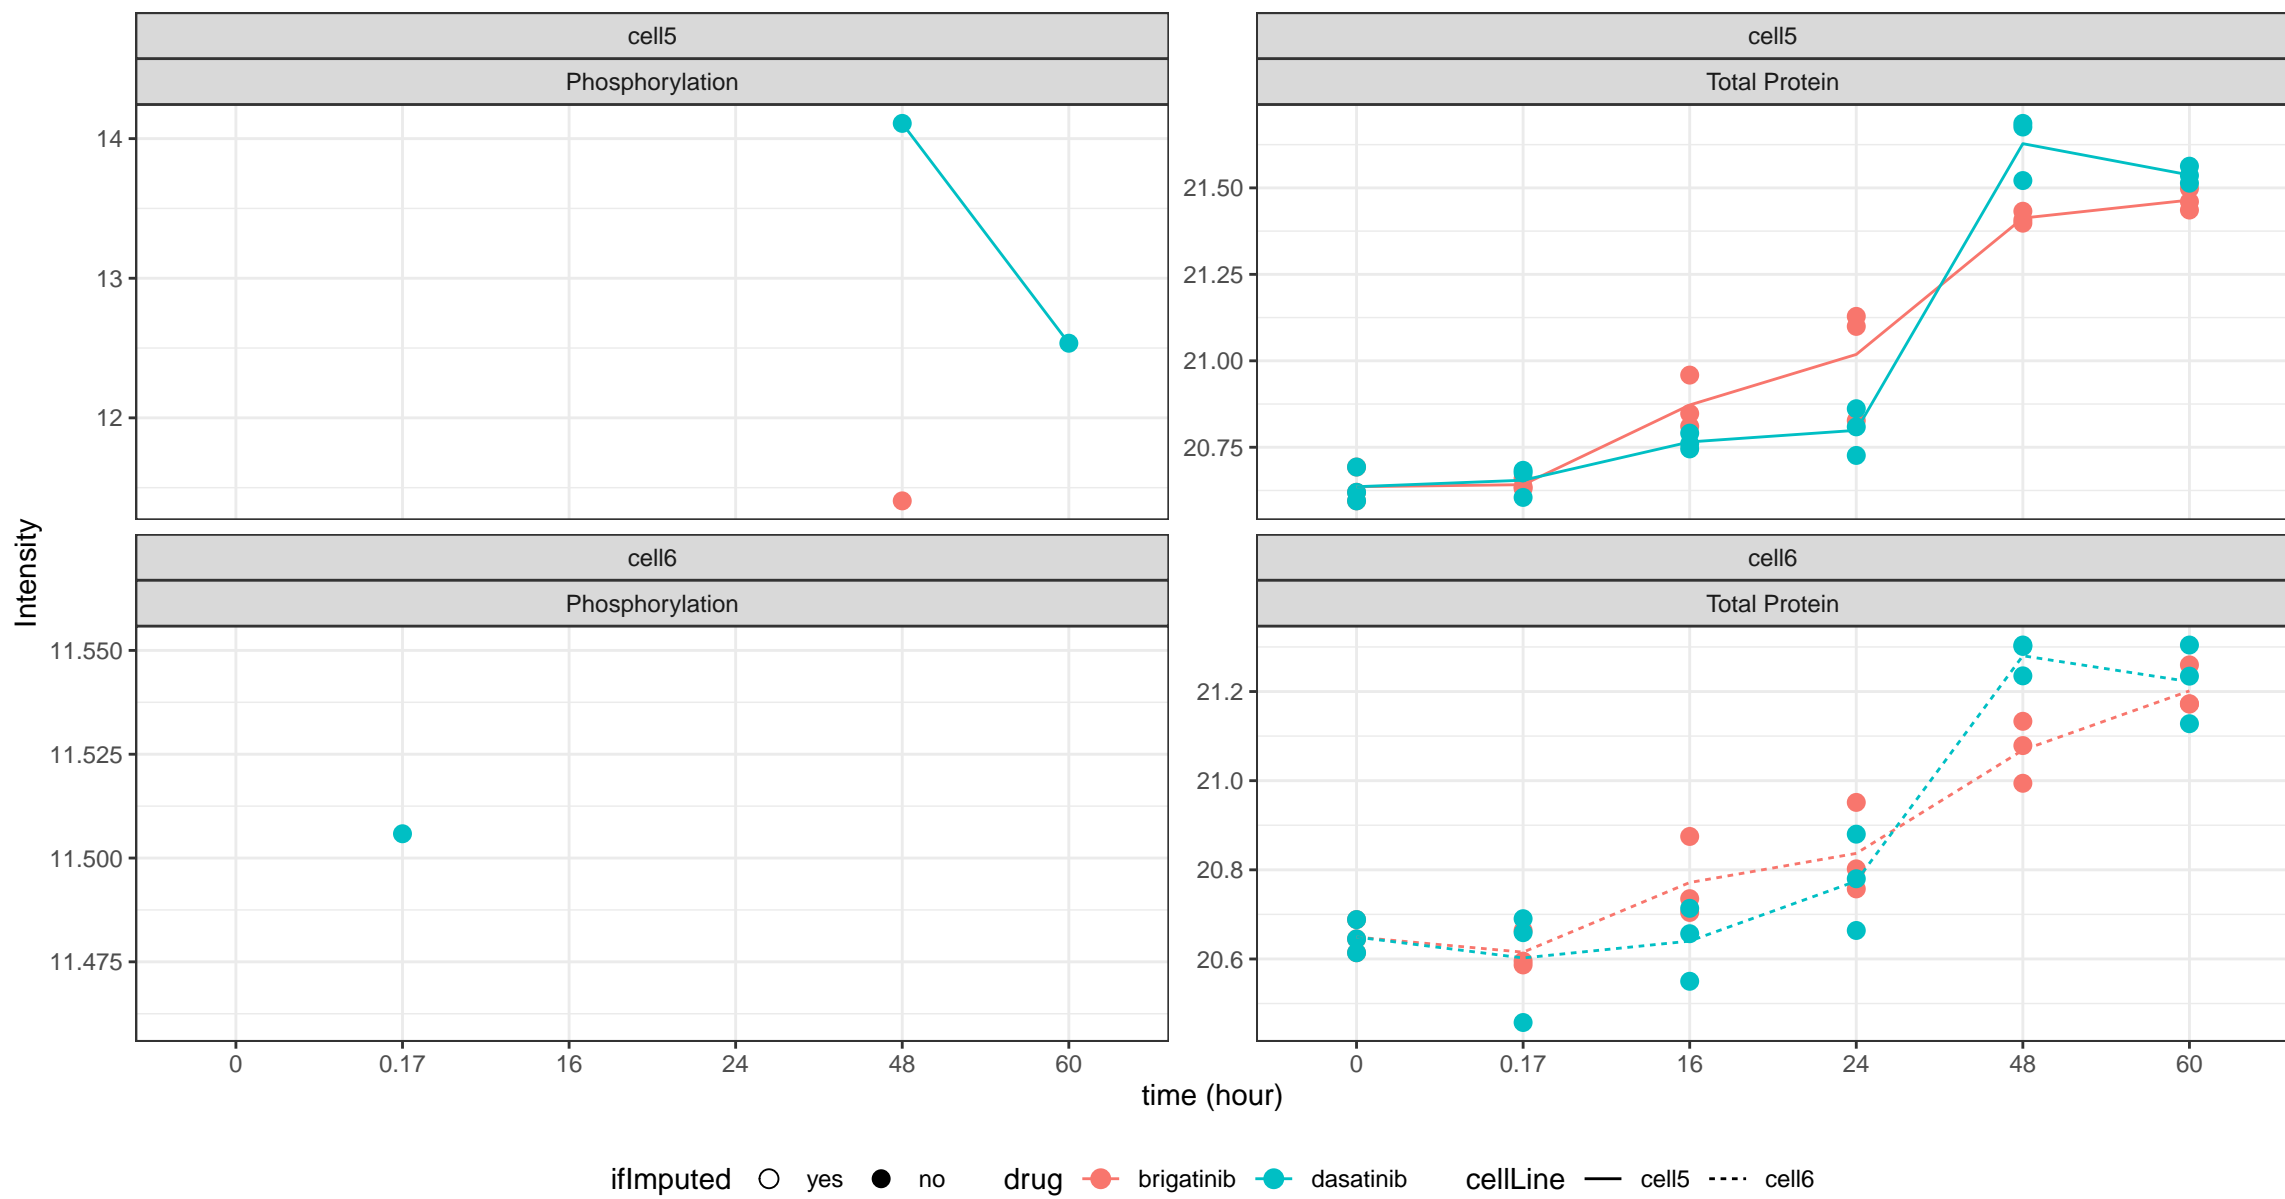 cell5
Phosphorylation
14
13
12
cell5
Total Protein
21.50
21.25
21.00
20.75
Intensity
cell6
Phosphorylation
11.550
11.525
11.500
11.475
0 0.17 16 24 48 60
cell6
Total Protein
21.2
21.0
20.8
20.6
0 0.17 16 24 48 60
time (hour)
ifImputed yes no drug brigatinib dasatinib cellLine cell5 cell6